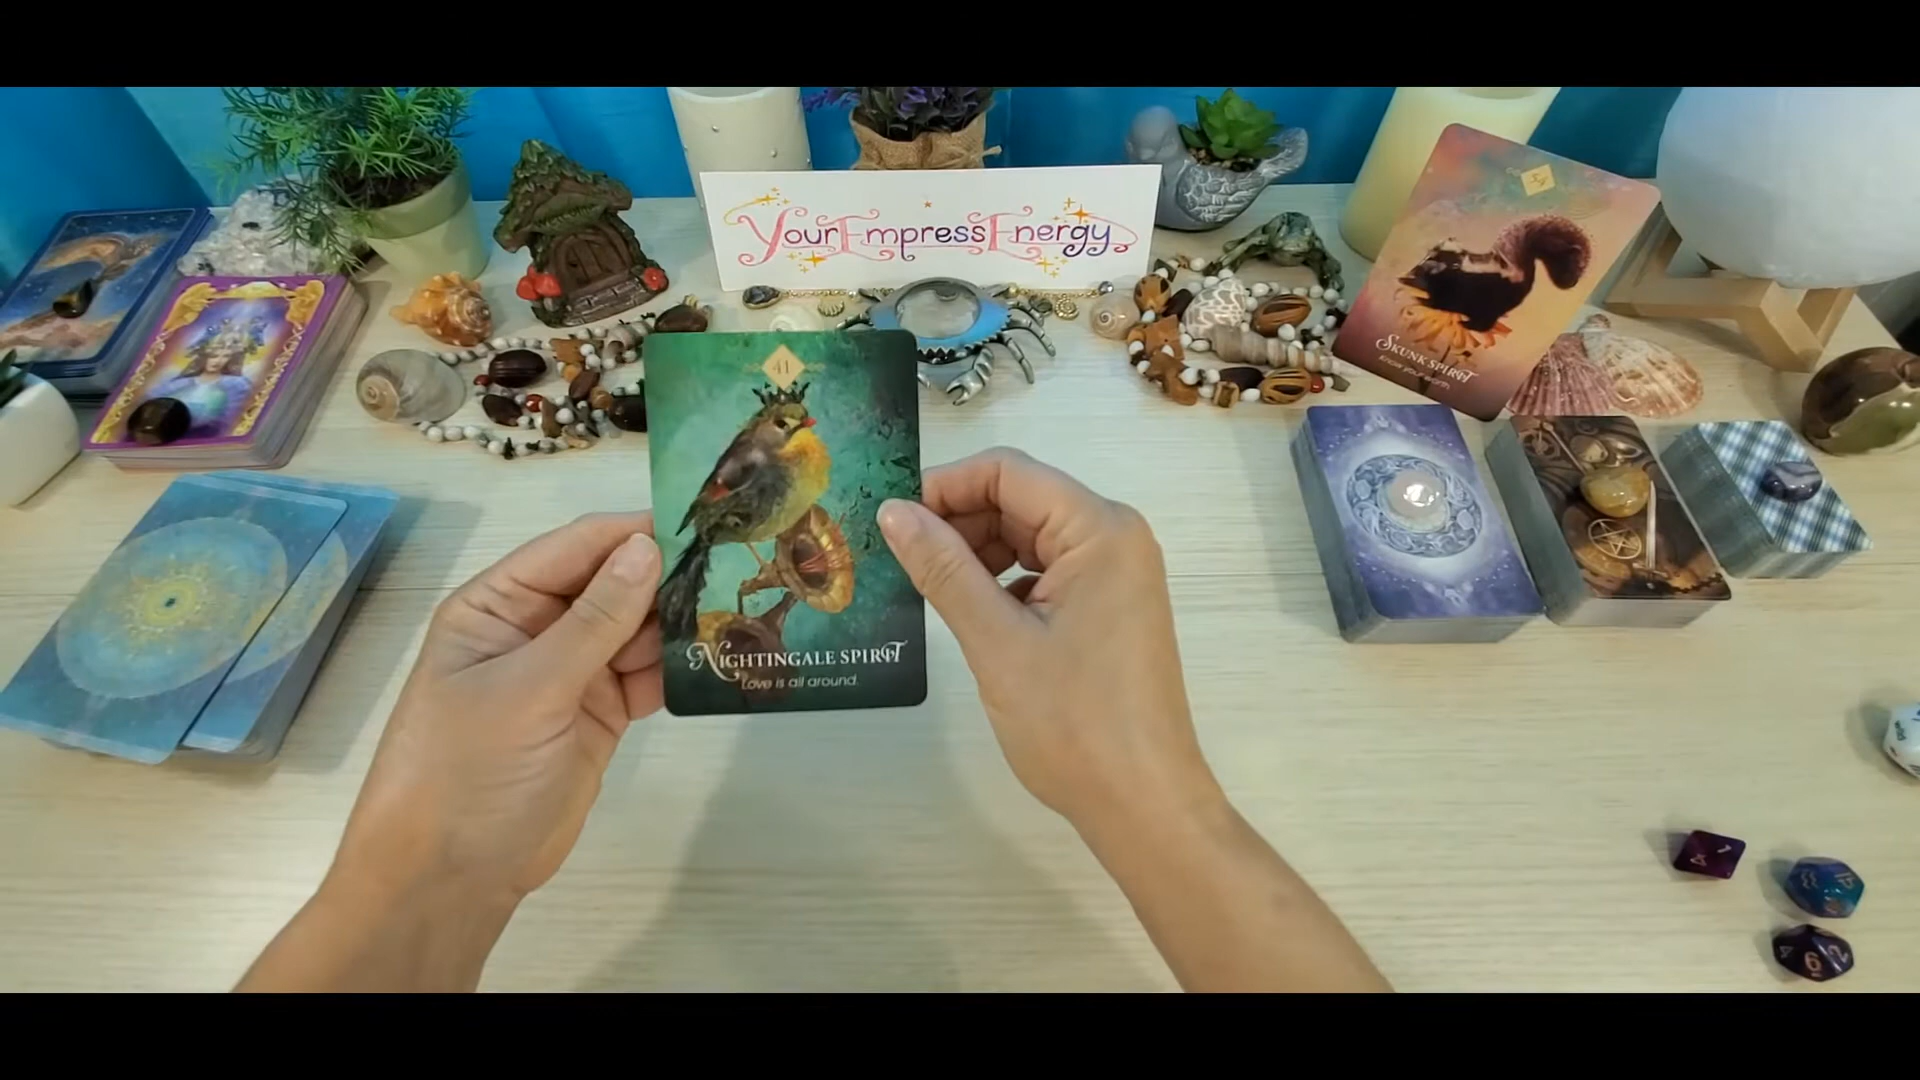 YourEmpressEnergy
41
Nightingale Spirit
Love is all around.
Skunk Spirit
Know your worth.